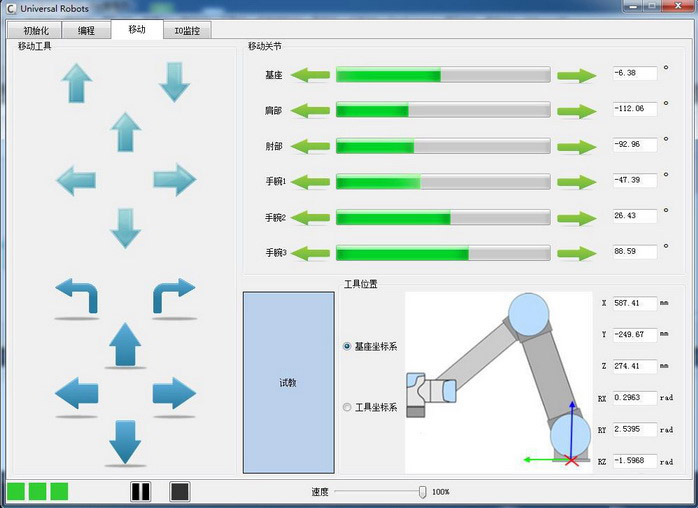 Universal Robots
初始化 编程 移动 IO监控
移动工具
移动关节
基座 -6.38 °
肩部 -112.06 °
肘部 -92.96 °
手腕1 -47.39 °
手腕2 26.43 °
手腕3 88.59 °
试教
工具位置
基座坐标系
工具坐标系
X 587.41 mm
Y -249.67 mm
Z 274.41 mm
RX 0.2963 rad
RY 2.5395 rad
RZ -1.5968 rad
速度 100%